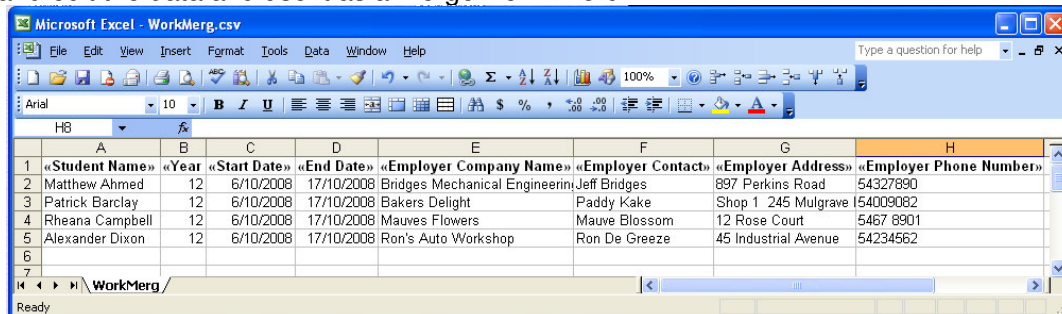 Microsoft Excel - WorkMerg.csv
File Edit View Insert Format Tools Data Window Help Type a question for help
100%
Arial 10 B I U $ % ,
H8 fx
A B C D E F G H
1 «Student Name» «Year «Start Date» «End Date» «Employer Company Name» «Employer Contact» «Employer Address» «Employer Phone Number»
2 Matthew Ahmed 12 6/10/2008 17/10/2008 Bridges Mechanical Engineerin Jeff Bridges 897 Perkins Road 54327890
3 Patrick Barclay 12 6/10/2008 17/10/2008 Bakers Delight Paddy Kake Shop 1 245 Mulgrave 54009082
4 Rheana Campbell 12 6/10/2008 17/10/2008 Mauves Flowers Mauve Blossom 12 Rose Court 5467 8901
5 Alexander Dixon 12 6/10/2008 17/10/2008 Ron's Auto Workshop Ron De Greeze 45 Industrial Avenue 54234562
6
7
WorkMerg
Ready